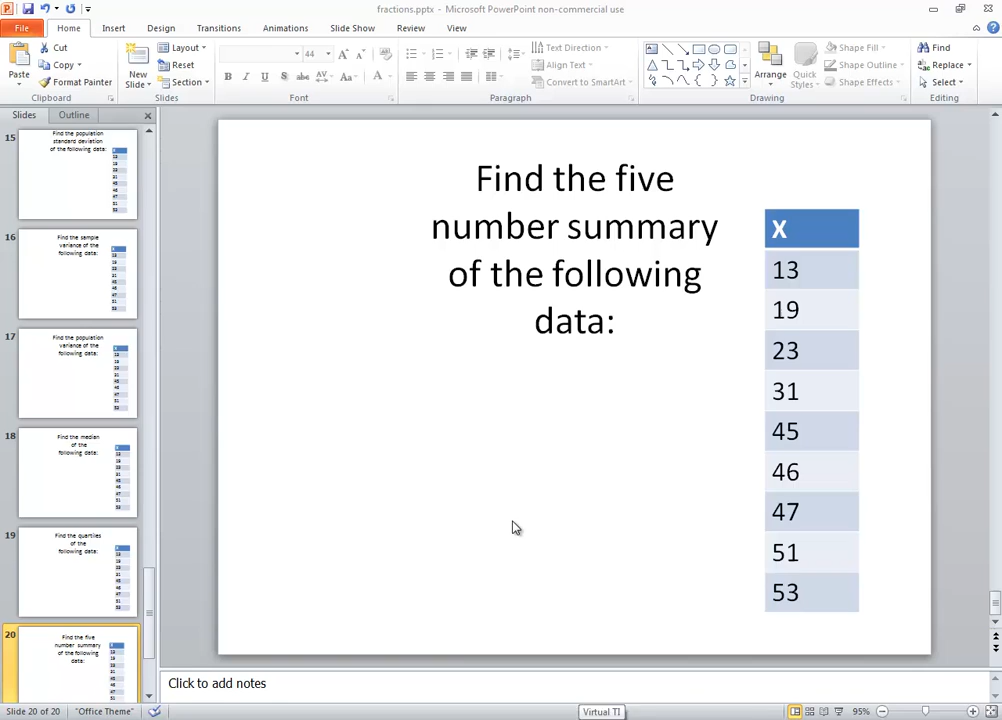 fractions.pptx - Microsoft PowerPoint non-commercial use
File Home Insert Design Transitions Animations Slide Show Review View
Paste Cut Copy Format Painter Clipboard
New Slide Layout Reset Section Slides
44 Font
Text Direction Align Text Convert to SmartArt Paragraph
Arrange Quick Styles Shape Fill Shape Outline Shape Effects Drawing
Find Replace Select Editing
Slides Outline
15
Find the population
standard deviation
of the following data:
16
Find the sample
variance of the
following data:
17
Find the population
variance of the
following data:
18
Find the median
of the
following data:
19
Find the quartiles
of the
following data:
20
Find the five
number summary
of the following
data:
Find the five
number summary
of the following
data:
X
13
19
23
31
45
46
47
51
53
Click to add notes
Slide 20 of 20 "Office Theme" Virtual TI 95%